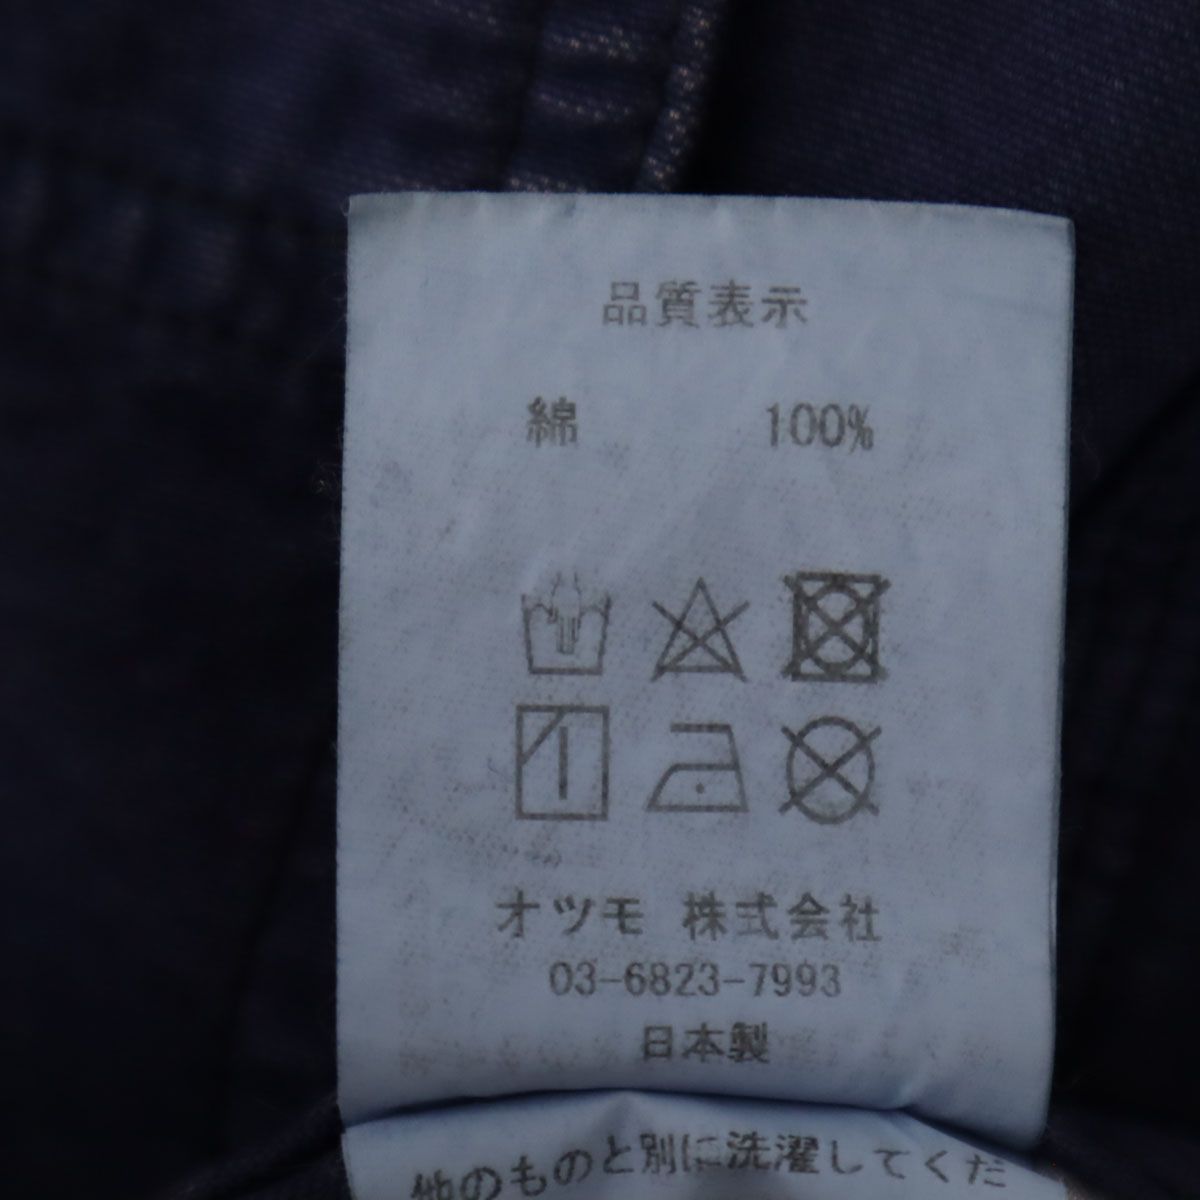 品質表示
綿 100%
オツモ 株式会社
03-6823-7993
日本製
他のものと別に洗濯してくだ